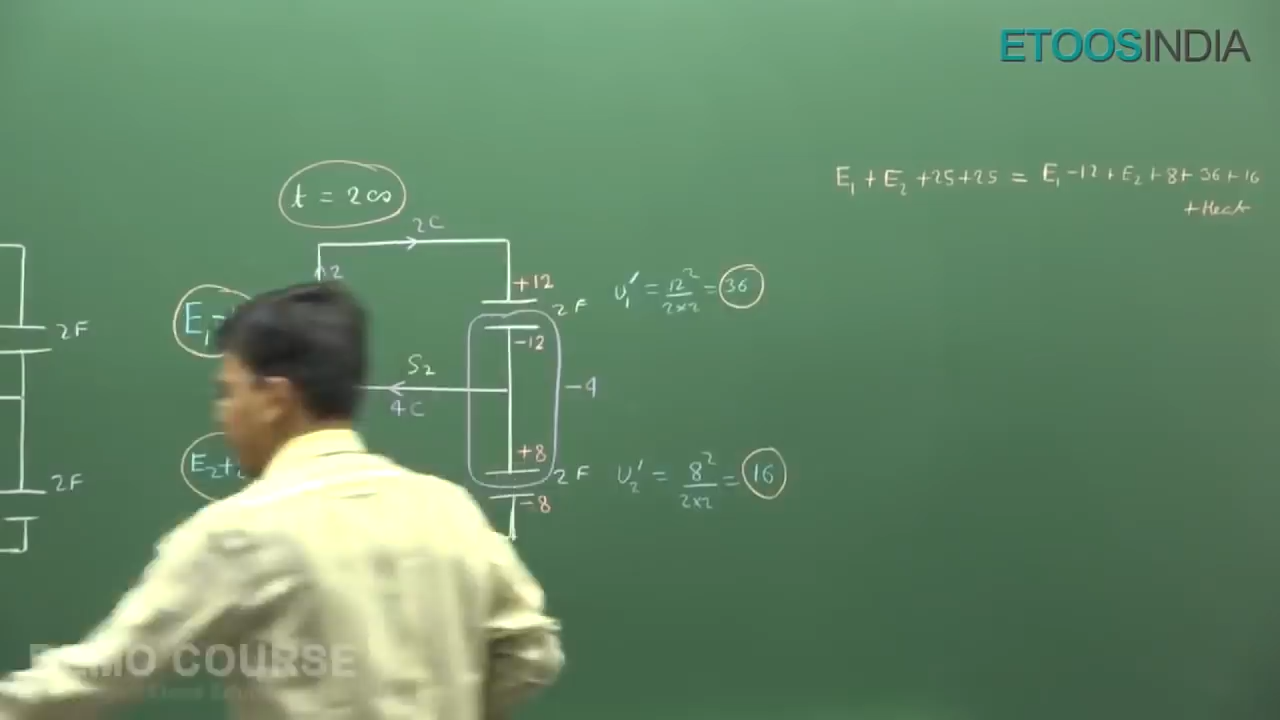 ETOOSINDIA
t = 2∞
E₁ + E₂ + 25 + 25 = E₁ - 12 + E₂ + 8 + 36 + 16
+ Heat
2C
2
+12
2F
-12
U₁' = 12²/2×2 = 36
2F
E₁
S₂
4C
-4
E₂+
+8
2F
-8
U₂' = 8²/2×2 = 16
2F
DEMO COURSE